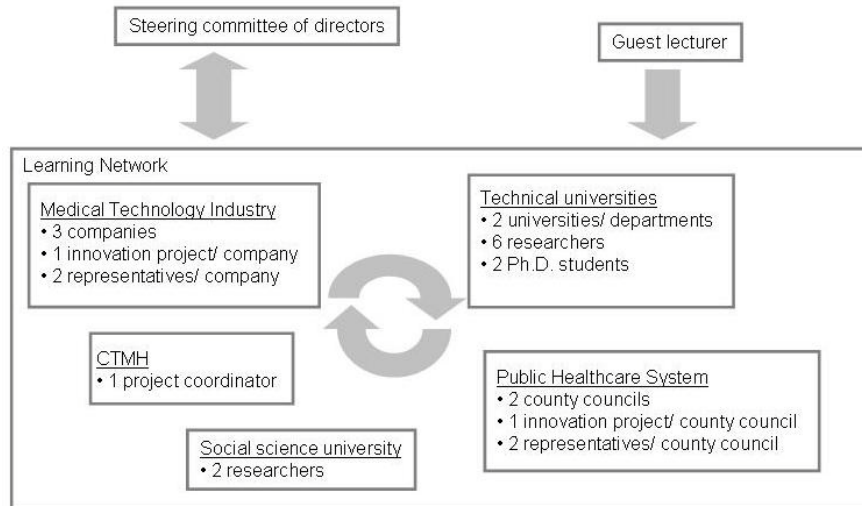 Steering committee of directors
Guest lecturer
Learning Network
Medical Technology Industry
• 3 companies
• 1 innovation project/ company
• 2 representatives/ company
Technical universities
• 2 universities/ departments
• 6 researchers
• 2 Ph.D. students
CTMH
• 1 project coordinator
Public Healthcare System
• 2 county councils
• 1 innovation project/ county council
• 2 representatives/ county council
Social science university
• 2 researchers